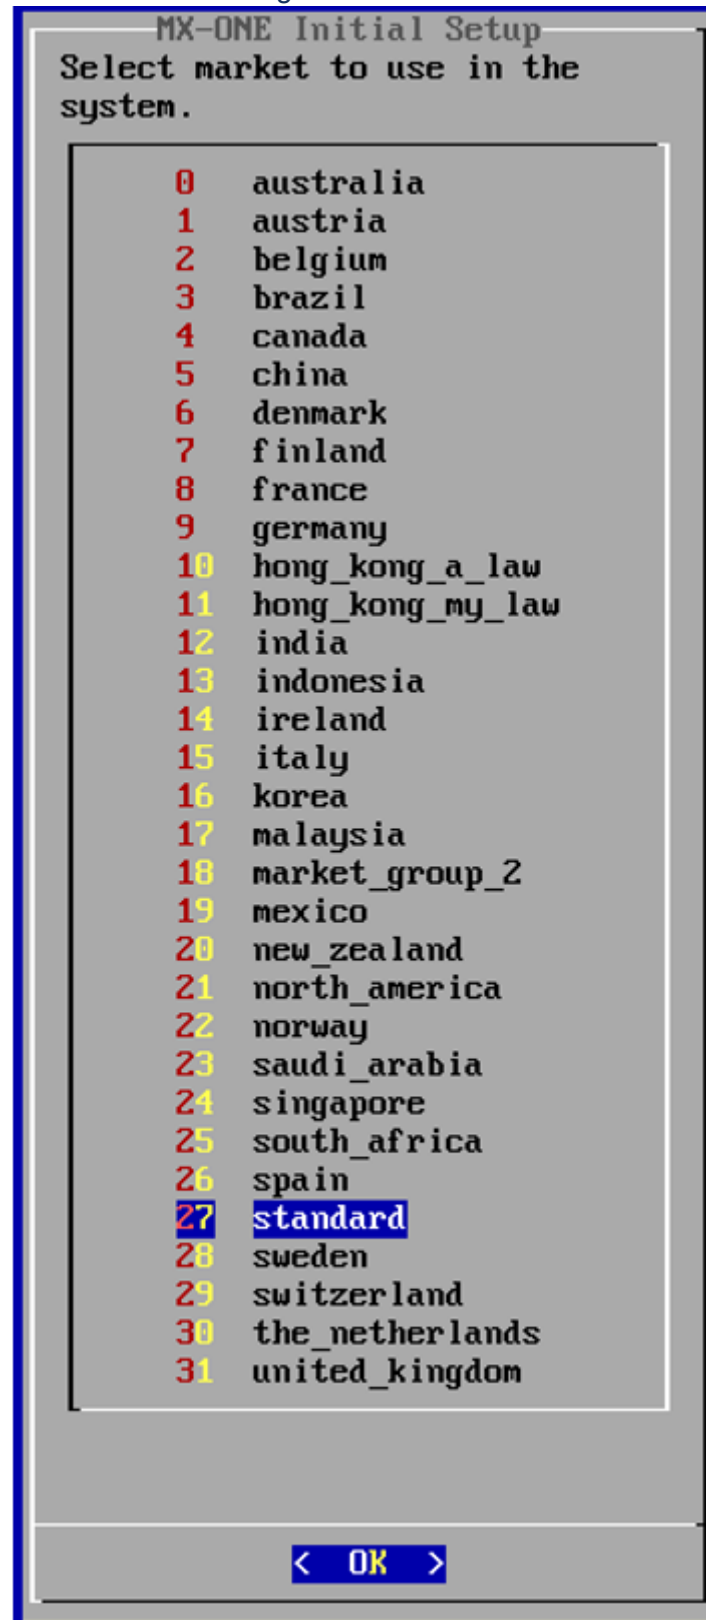 MX-ONE Initial Setup
Select market to use in the
system.
0 australia
1 austria
2 belgium
3 brazil
4 canada
5 china
6 denmark
7 finland
8 france
9 germany
10 hong_kong_a_law
11 hong_kong_my_law
12 india
13 indonesia
14 ireland
15 italy
16 korea
17 malaysia
18 market_group_2
19 mexico
20 new_zealand
21 north_america
22 norway
23 saudi_arabia
24 singapore
25 south_africa
26 spain
27 standard
28 sweden
29 switzerland
30 the_netherlands
31 united_kingdom
< OK >